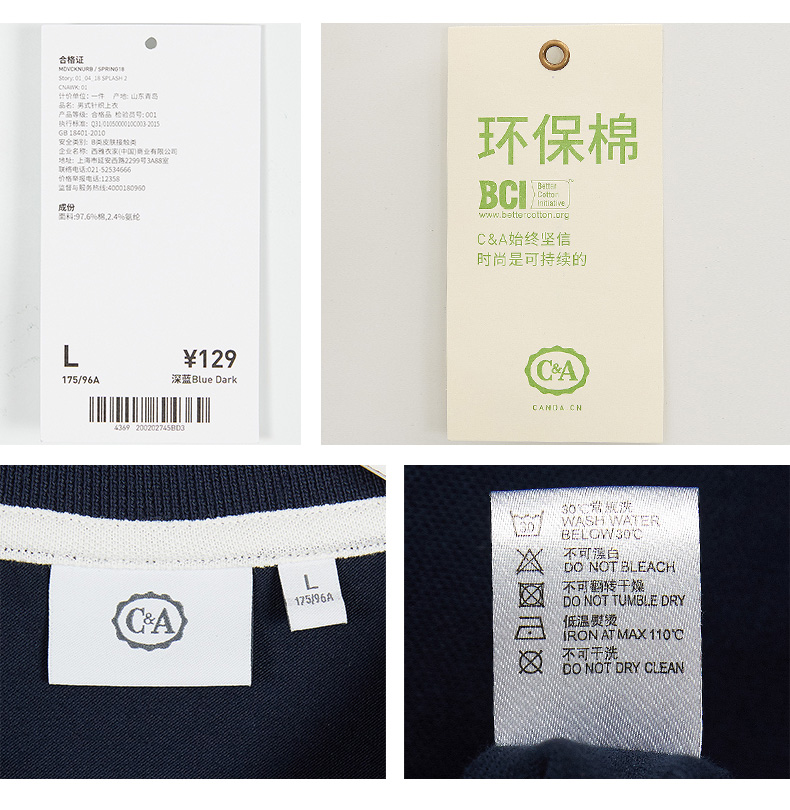 合格证
MDVCKNURB / SPRING18
Story: 01_04_18 SPLASH 2
CNAWK: 01
计价单位: 一件 产地: 山东青岛
品名: 男式针织上衣
产品等级: 合格品 检验员号: 001
执行标准: Q31/0105000010C003-2015
GB 18401-2010
安全类别: B类皮肤接触类
企业名称: 西雅衣家(中国)商业有限公司
地址: 上海市延安西路2299号3A88室
联络电话:021-52534666
价格举报电话:12358
监督与服务热线:4000180960
成份
面料:97.6%棉,2.4%氨纶
L
¥129
175/96A
深蓝Blue Dark
4369 200202745BD3
环保棉
BCI
Better
Cotton
Initiative
www.bettercotton.org
C&A始终坚信
时尚是可持续的
C&A
CANDA.CN
C&A
L
175/96A
30
30℃常規洗
WASH WATER
BELOW 30℃
不可漂白
DO NOT BLEACH
不可翻转干燥
DO NOT TUMBLE DRY
低温熨烫
IRON AT MAX 110℃
不可干洗
DO NOT DRY CLEAN